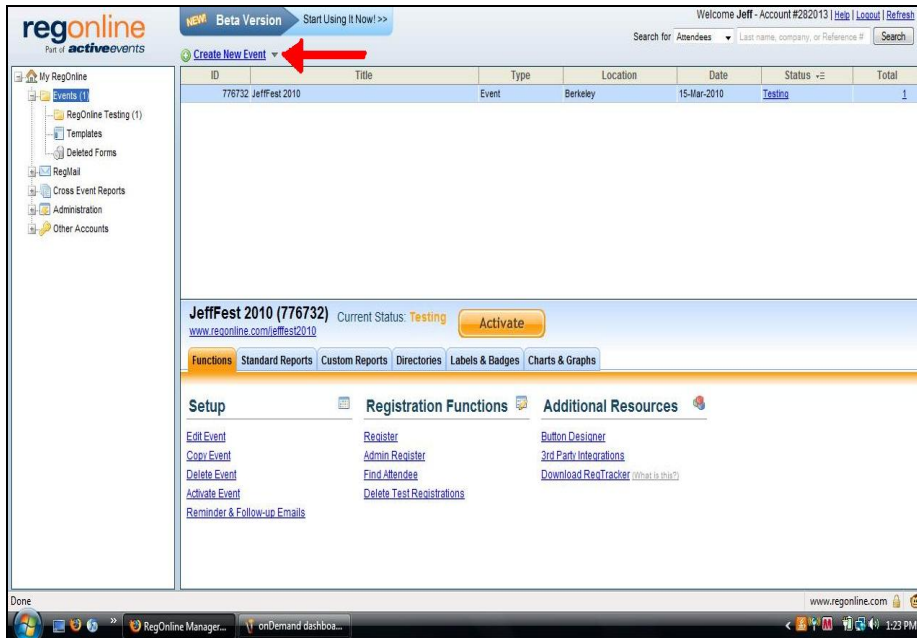 regonline
Part of activeevents
NEW! Beta Version Start Using It Now! >>
Welcome Jeff - Account #282013 | Help | Logout | Refresh
Search for Attendees Last name, company, or Reference # Search
Create New Event
My RegOnline
Events (1)
RegOnline Testing (1)
Templates
Deleted Forms
RegMail
Cross Event Reports
Administration
Other Accounts
ID Title Type Location Date Status Total
776732 JeffFest 2010 Event Berkeley 15-Mar-2010 Testing 1
JeffFest 2010 (776732) Current Status: Testing Activate
www.regonline.com/jefffest2010
Functions Standard Reports Custom Reports Directories Labels & Badges Charts & Graphs
Setup Registration Functions Additional Resources
Edit Event Register Button Designer
Copy Event Admin Register 3rd Party Integrations
Delete Event Find Attendee Download RegTracker (What is this?)
Activate Event Delete Test Registrations
Reminder & Follow-up Emails
Done www.regonline.com
RegOnline Manager... onDemand dashboa... 1:23 PM